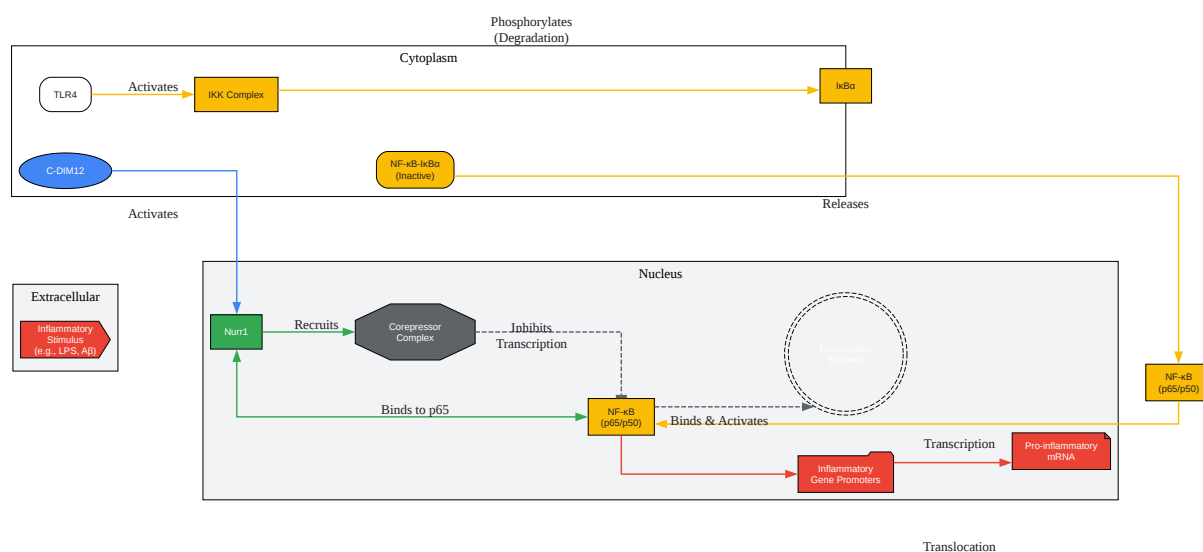 Phosphorylates
(Degradation)
Cytoplasm
TLR4
Activates
IKK Complex
IκBα
C-DIM12
NF-κB-IκBα
(Inactive)
Activates
Releases
Nucleus
Extracellular
Inflammatory
Stimulus
(e.g., LPS, Aβ)
Nurr1
Recruits
Corepressor
Complex
Inhibits
Transcription
Transcription
Blocked
NF-κB
(p65/p50)
Binds to p65
NF-κB
(p65/p50)
Binds & Activates
Inflammatory
Gene Promoters
Transcription
Pro-inflammatory
mRNA
Translocation